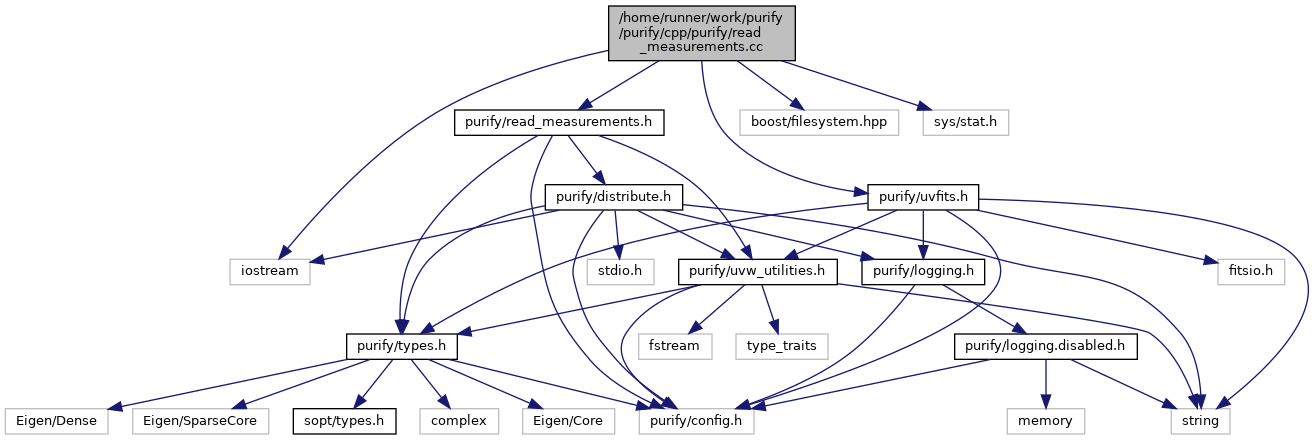 /home/runner/work/purify
/purify/cpp/purify/read
_measurements.cc
purify/read_measurements.h
boost/filesystem.hpp
sys/stat.h
purify/distribute.h
purify/uvfits.h
iostream
stdio.h
purify/uvw_utilities.h
purify/logging.h
fitsio.h
purify/types.h
fstream
type_traits
purify/logging.disabled.h
Eigen/Dense
Eigen/SparseCore
sopt/types.h
complex
Eigen/Core
purify/config.h
memory
string